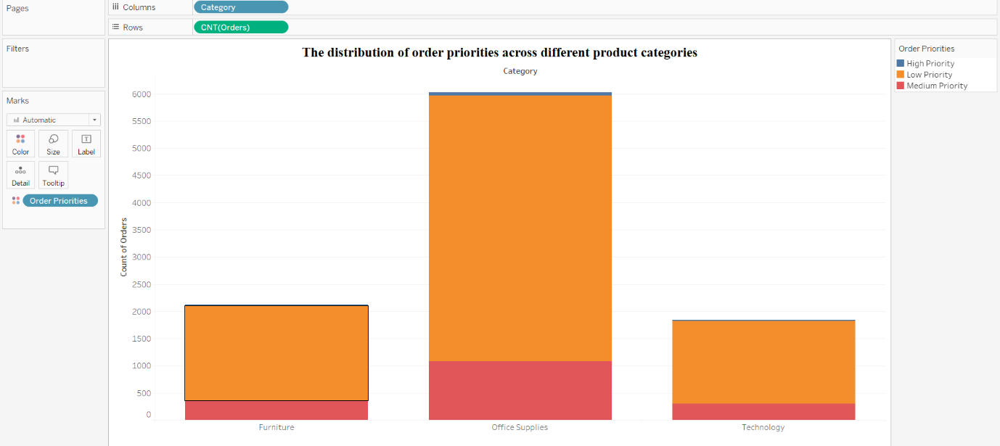 Pages
Columns
Category
Rows
CNT(Orders)
Filters
Marks
Automatic
Color
Size
Label
Detail
Tooltip
Order Priorities
The distribution of order priorities across different product categories
Category
6000
5500
5000
4500
4000
3500
3000
2500
2000
1500
1000
500
0
Count of Orders
Furniture
Office Supplies
Technology
Order Priorities
High Priority
Low Priority
Medium Priority